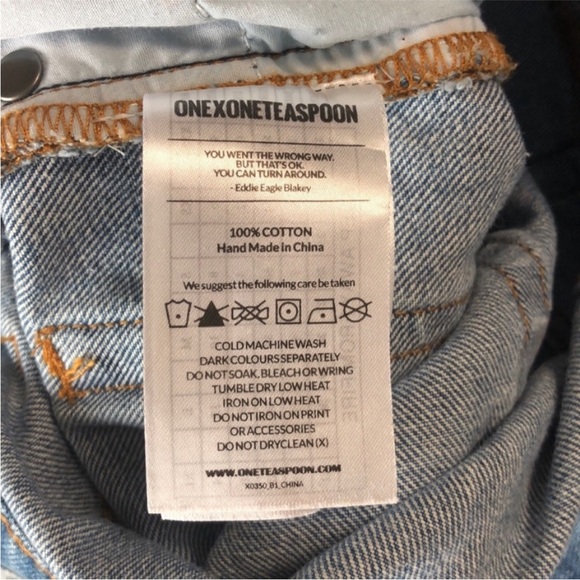 ONEXONETEASPOON
YOU WENT THE WRONG WAY.
BUT THAT'S OK.
YOU CAN TURN AROUND.
- Eddie Eagle Blakey
100% COTTON
Hand Made in China
We suggest the following care be taken
COLD MACHINE WASH
DARK COLOURS SEPARATELY
DO NOT SOAK, BLEACH OR WRING
TUMBLE DRY LOW HEAT
IRON ON LOW HEAT
DO NOT IRON ON PRINT
OR ACCESSORIES
DO NOT DRYCLEAN (X)
WWW.ONETEASPOON.COM
X0350_B1_CHINA